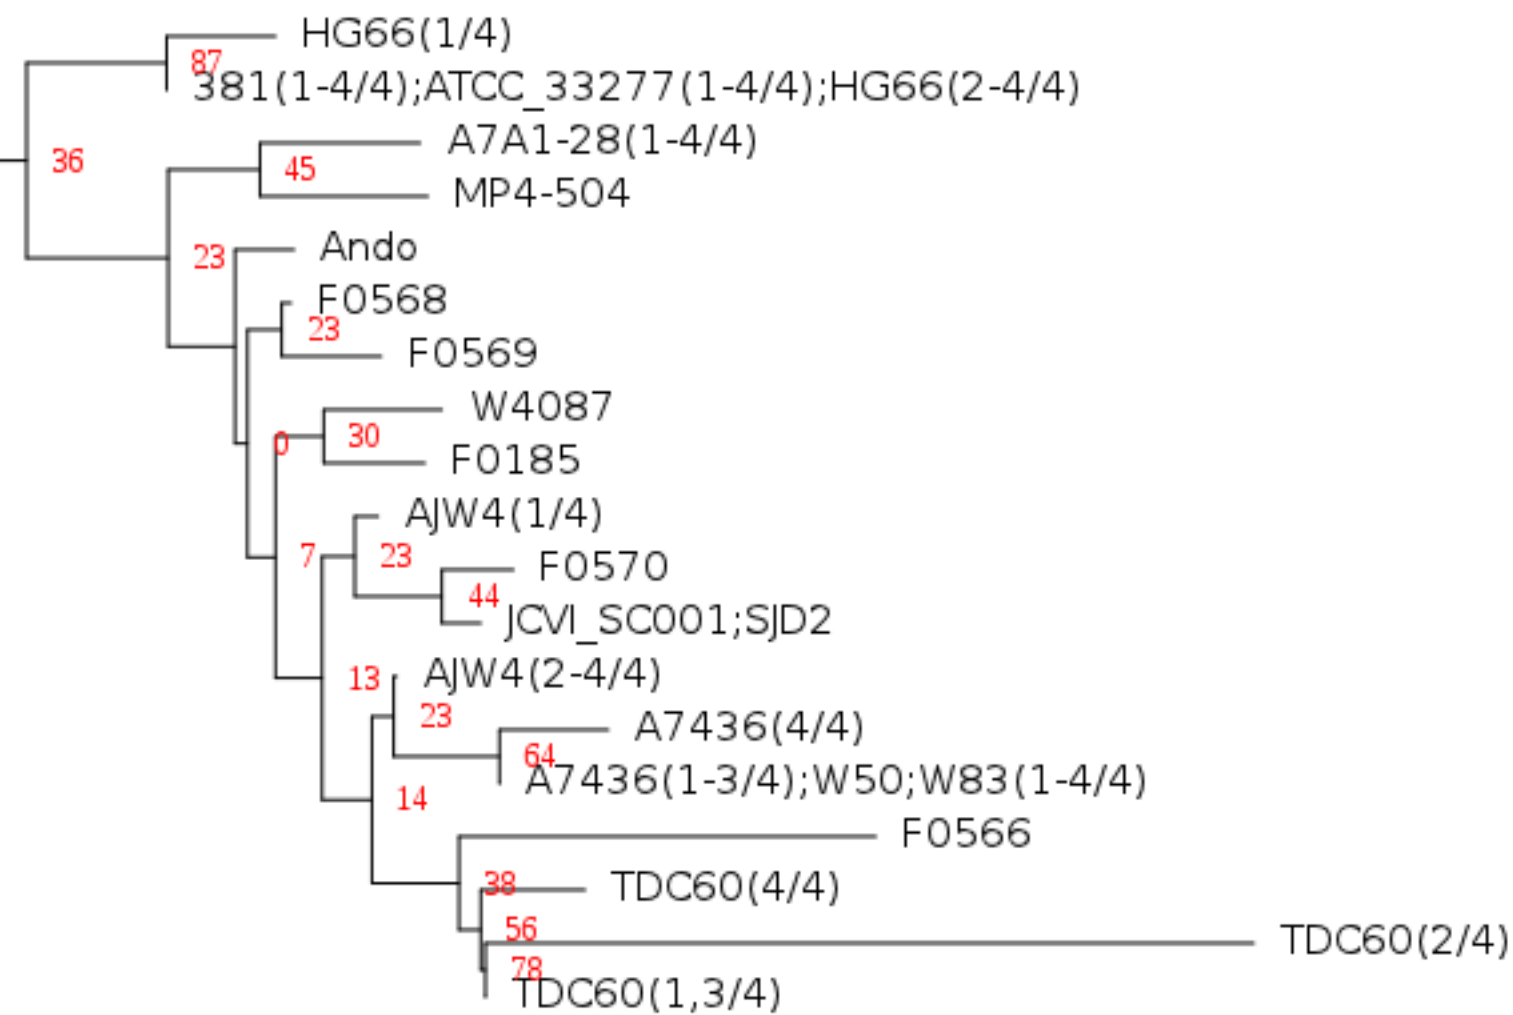 HG66(1/4)
87
381(1-4/4);ATCC_33277(1-4/4);HG66(2-4/4)
A7A1-28(1-4/4)
36
45
MP4-504
Ando
23
F0568
23
F0569
W4087
0
30
F0185
AJW4(1/4)
7
23
F0570
44
JCVI_SC001;SJD2
13
AJW4(2-4/4)
23
A7436(4/4)
64
A7436(1-3/4);W50;W83(1-4/4)
14
F0566
38
TDC60(4/4)
56
TDC60(2/4)
78
TDC60(1,3/4)